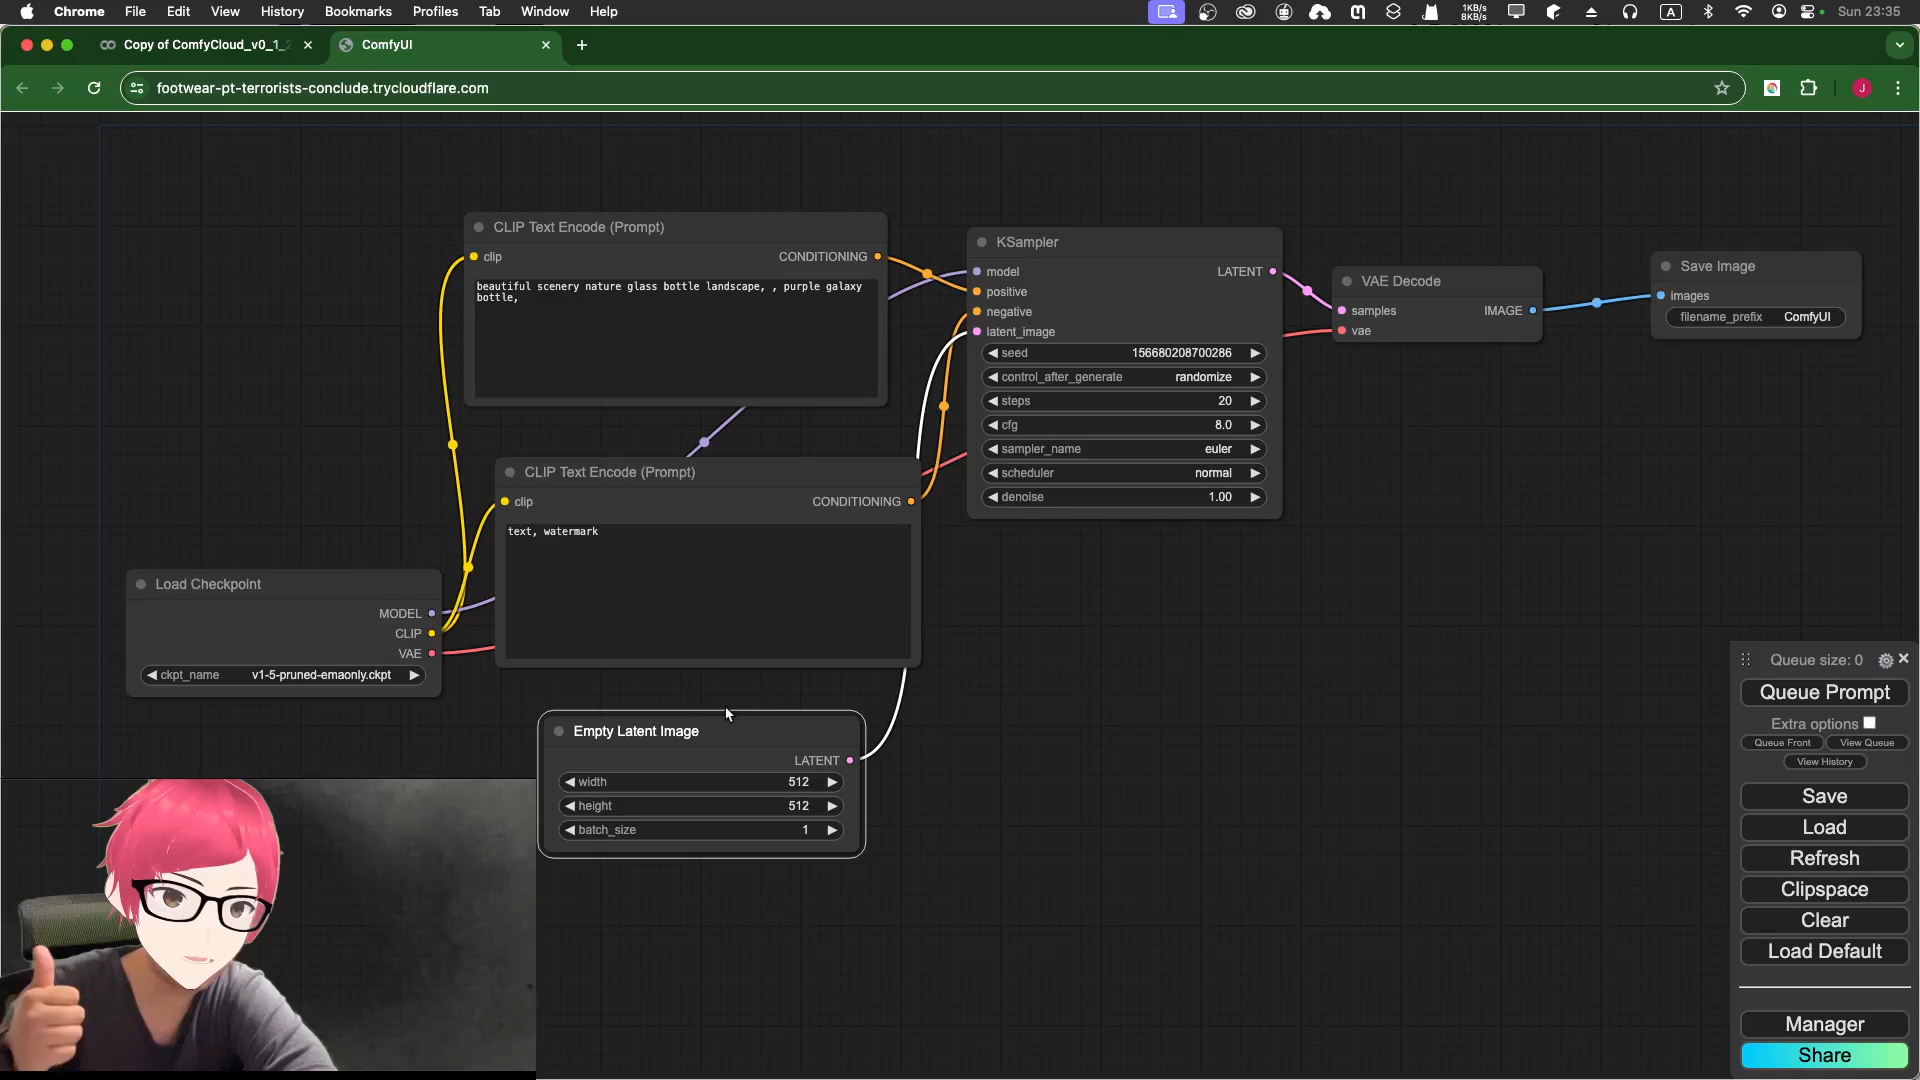 Chrome File Edit View History Bookmarks Profiles Tab Window Help
1KB/s
8KB/s
A
Sun 23:35
Copy of ComfyCloud_v0_1_
ComfyUI
footwear-pt-terrorists-conclude.trycloudflare.com
J
CLIP Text Encode (Prompt)
clip CONDITIONING
beautiful scenery nature glass bottle landscape, , purple galaxy
bottle,
CLIP Text Encode (Prompt)
clip CONDITIONING
text, watermark
Load Checkpoint
MODEL
CLIP
VAE
ckpt_name v1-5-pruned-emaonly.ckpt
Empty Latent Image
LATENT
width 512
height 512
batch_size 1
KSampler
model LATENT
positive
negative
latent_image
seed 156680208700286
control_after_generate randomize
steps 20
cfg 8.0
sampler_name euler
scheduler normal
denoise 1.00
VAE Decode
samples IMAGE
vae
Save Image
images
filename_prefix ComfyUI
Queue size: 0
Queue Prompt
Extra options
Queue Front View Queue
View History
Save
Load
Refresh
Clipspace
Clear
Load Default
Manager
Share